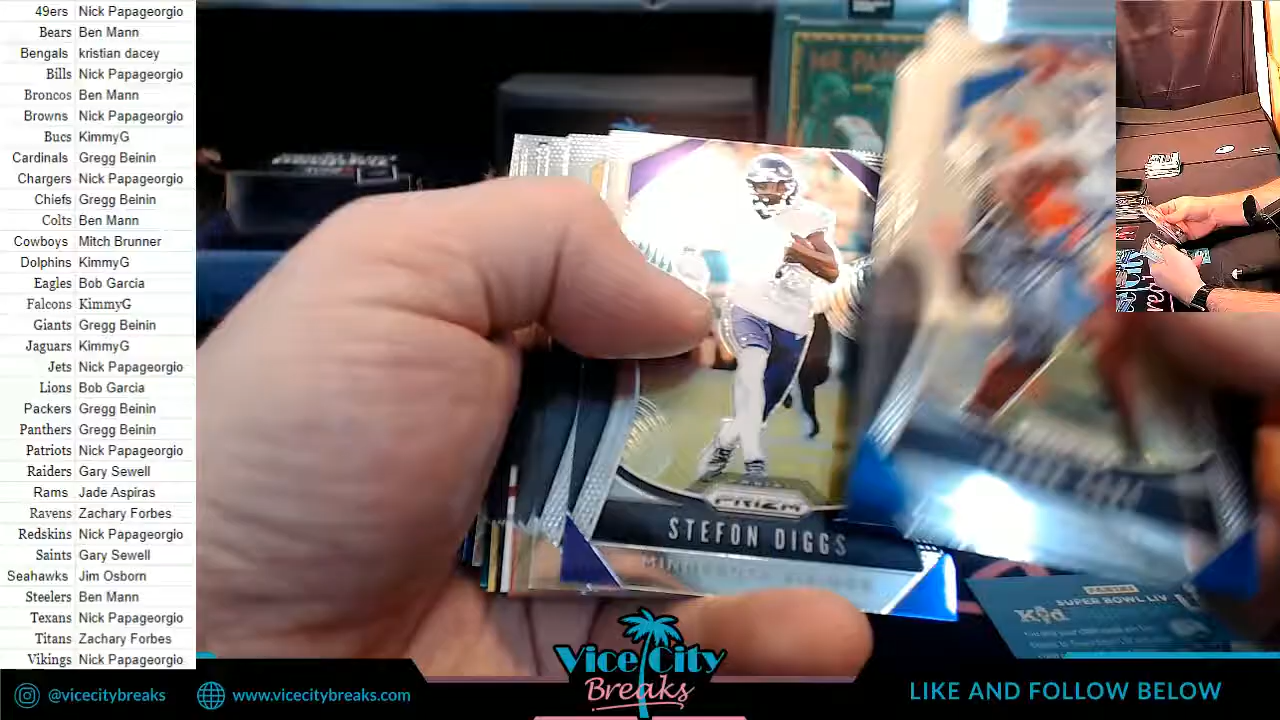 49ers Nick Papageorgio
Bears Ben Mann
Bengals kristian dacey
Bills Nick Papageorgio
Broncos Ben Mann
Browns Nick Papageorgio
Bucs KimmyG
Cardinals Gregg Beinin
Chargers Nick Papageorgio
Chiefs Gregg Beinin
Colts Ben Mann
Cowboys Mitch Brunner
Dolphins KimmyG
Eagles Bob Garcia
Falcons KimmyG
Giants Gregg Beinin
Jaguars KimmyG
Jets Nick Papageorgio
Lions Bob Garcia
Packers Gregg Beinin
Panthers Gregg Beinin
Patriots Nick Papageorgio
Raiders Gary Sewell
Rams Jade Aspiras
Ravens Zachary Forbes
Redskins Nick Papageorgio
Saints Gary Sewell
Seahawks Jim Osborn
Steelers Ben Mann
Texans Nick Papageorgio
Titans Zachary Forbes
Vikings Nick Papageorgio
PANINI
PRIZM
STEFON DIGGS
MINNESOTA VIKINGS
PANINI
SUPER BOWL LIV
@vicecitybreaks
www.vicecitybreaks.com
Vice City
Breaks
LIKE AND FOLLOW BELOW